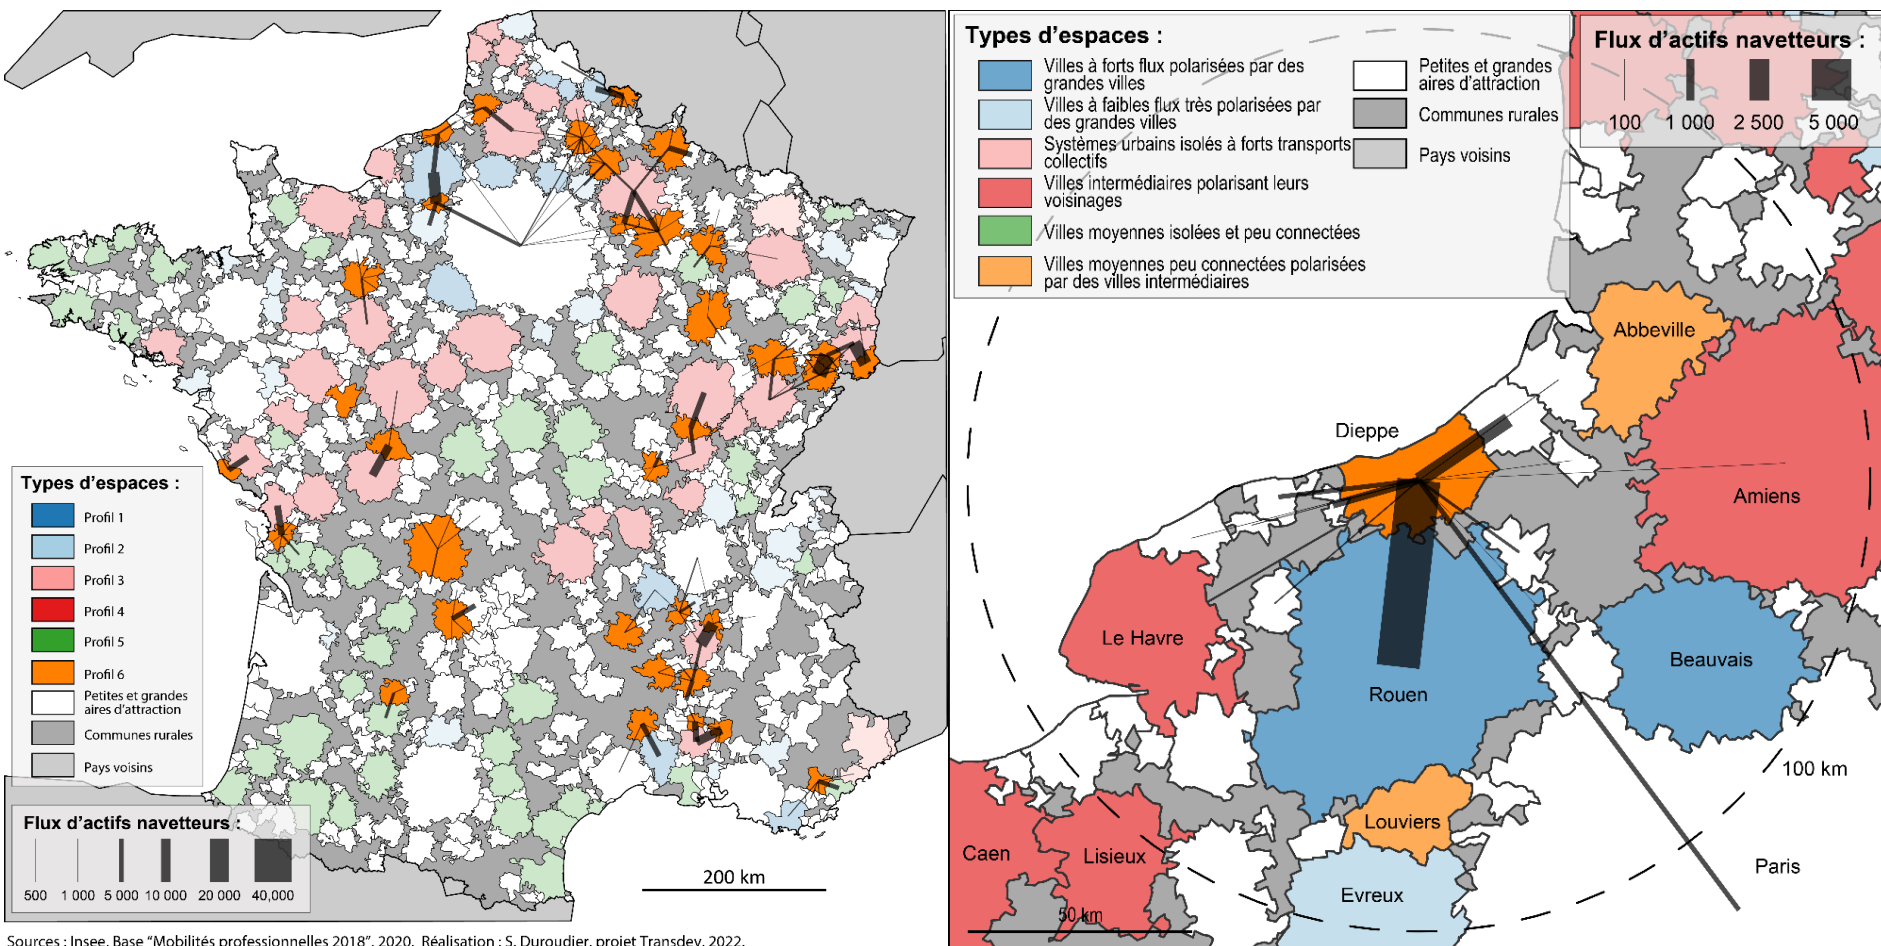 Types d'espaces :
Profil 1
Profil 2
Profil 3
Profil 4
Profil 5
Profil 6
Petites et grandes
aires d'attraction
Communes rurales
Pays voisins
Flux d'actifs navetteurs :
500 1 000 5 000 10 000 20 000 40,000
200 km
Sources : Insee, Base "Mobilités professionnelles 2018", 2020. Réalisation : S. Duroudier, projet Transdev, 2022.
Types d'espaces :
Villes à forts flux polarisées par des
grandes villes
Villes à faibles flux très polarisées par
des grandes villes
Systèmes urbains isolés à forts transports
collectifs
Villes intermédiaires polarisant leurs
voisinages
Villes moyennes isolées et peu connectées
Villes moyennes peu connectées polarisées
par des villes intermédiaires
Petites et grandes
aires d'attraction
Communes rurales
Pays voisins
Flux d'actifs navetteurs :
100 1 000 2 500 5 000
Abbeville
Dieppe
Amiens
Le Havre
Beauvais
Rouen
100 km
Louviers
Caen
Lisieux
Paris
Evreux
50 km